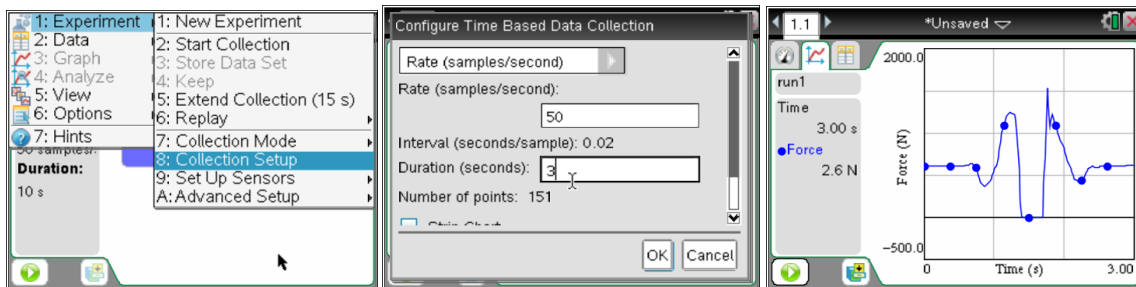 1: Experiment
2: Data
3: Graph
4: Analyze
5: View
6: Options
7: Hints
1: New Experiment
2: Start Collection
3: Store Data Set
4: Keep
5: Extend Collection (15 s)
6: Replay
7: Collection Mode
8: Collection Setup
9: Set Up Sensors
A: Advanced Setup
Duration:
10 s
Configure Time Based Data Collection
Rate (samples/second)
Rate (samples/second):
50
Interval (seconds/sample): 0.02
Duration (seconds): 3
Number of points: 151
OK Cancel
1.1 *Unsaved
run1
Time
3.00 s
Force
2.6 N
2000.0
Force (N)
-500.0
0 Time (s) 3.00